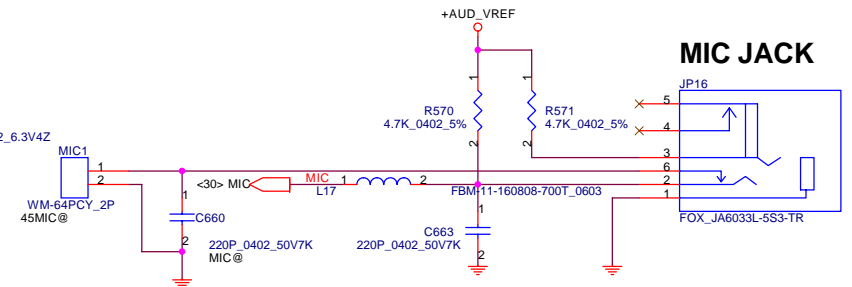 +AUD_VREF
MIC JACK
JP16
1
1
5
R570
R571
4.7K_0402_5%
4.7K_0402_5%
4
2_6.3V4Z
MIC1
2
2
3
1
6
<30> MIC
MIC
1
2
2
2
L17
FBM-11-160808-700T_0603
1
WM-64PCY_2P
45MIC@
1
C660
1
FOX_JA6033L-5S3-TR
C663
2
220P_0402_50V7K
220P_0402_50V7K
2
MIC@